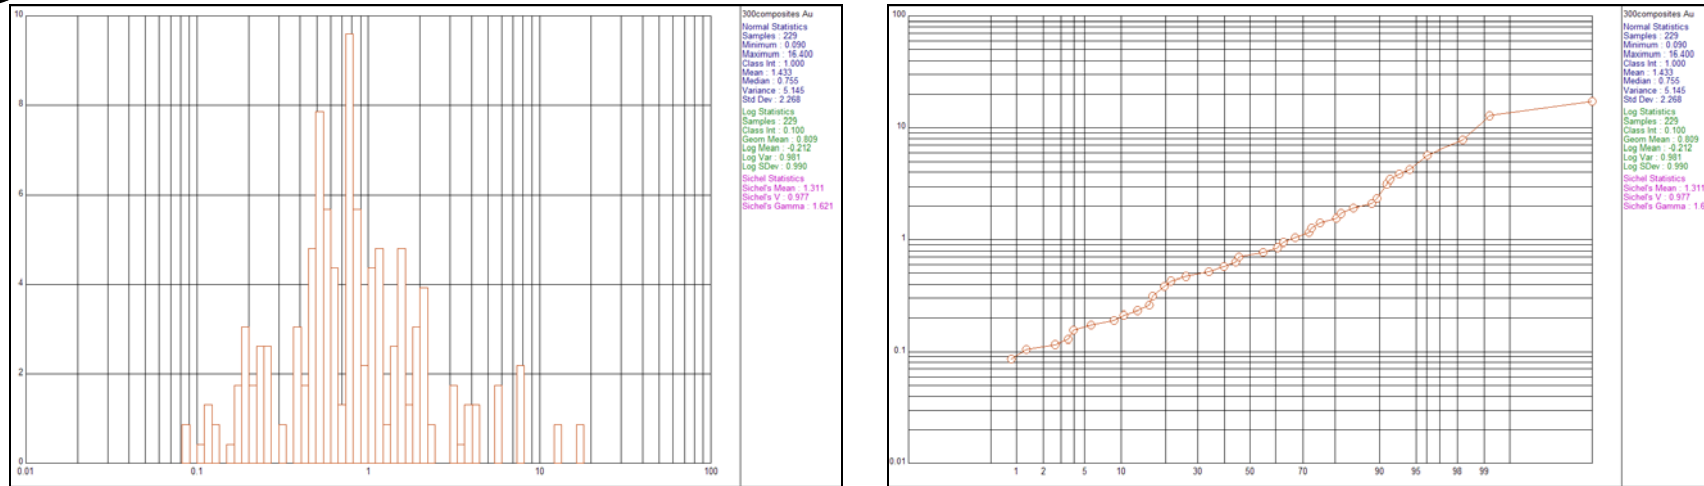 10
8
6
4
2
0
0.01 0.1 1 10 100
300composites Au
Normal Statistics
Samples : 229
Minimum : 0.090
Maximum : 16.400
Class Int : 1.000
Mean : 1.433
Median : 0.755
Variance : 5.145
Std Dev : 2.268
Log Statistics
Samples : 229
Class Int : 0.100
Geom Mean : 0.809
Log Mean : -0.212
Log Var : 0.981
Log SDev : 0.990
Sichel Statistics
Sichel's Mean : 1.311
Sichel's V : 0.977
Sichel's Gamma : 1.621
100
10
1
0.1
0.01
1 2 5 10 30 50 70 90 95 98 99
300composites Au
Normal Statistics
Samples : 229
Minimum : 0.090
Maximum : 16.400
Class Int : 1.000
Mean : 1.433
Median : 0.755
Variance : 5.145
Std Dev : 2.268
Log Statistics
Samples : 229
Class Int : 0.100
Geom Mean : 0.809
Log Mean : -0.212
Log Var : 0.981
Log SDev : 0.990
Sichel Statistics
Sichel's Mean : 1.311
Sichel's V : 0.977
Sichel's Gamma : 1.6